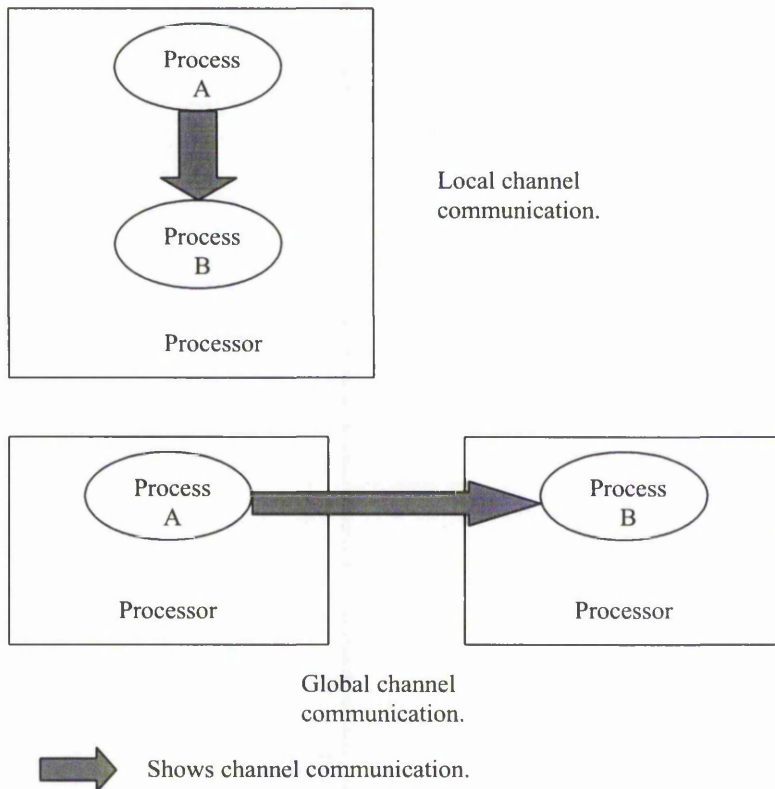 Process
A
Process
B
Processor
Local channel
communication.
Process
A
Processor
Process
B
Processor
Global channel
communication.
Shows channel communication.